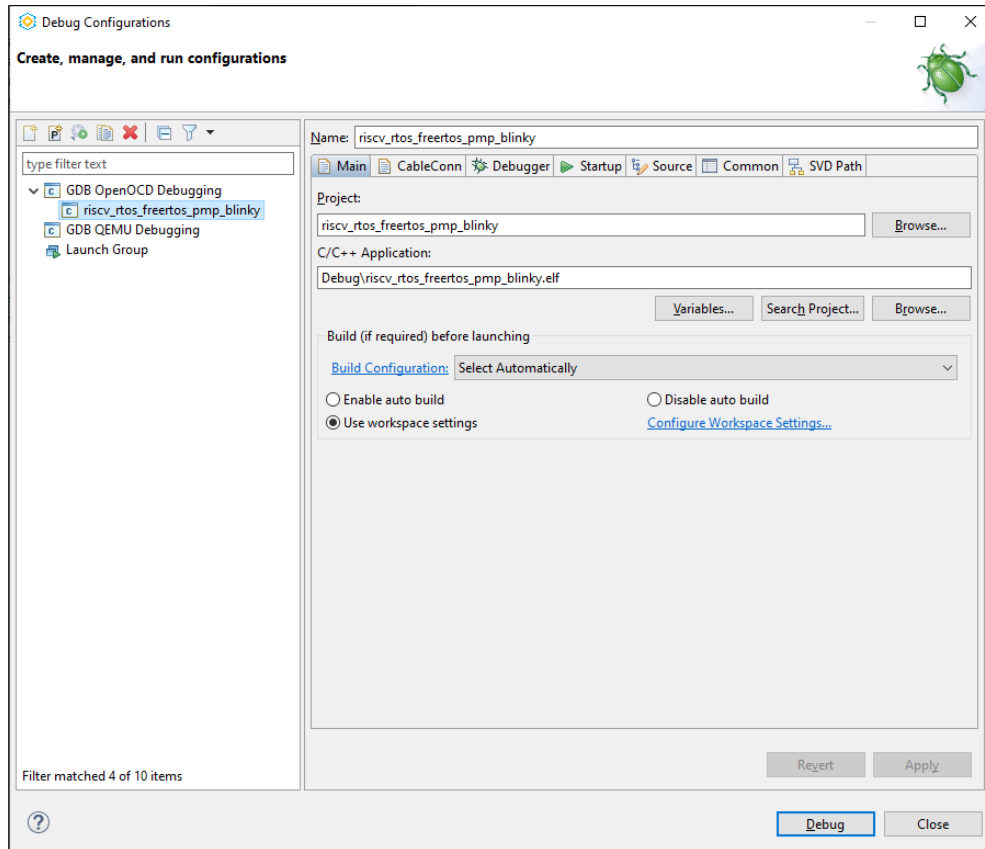 Debug Configurations
Create, manage, and run configurations
type filter text
GDB OpenOCD Debugging
riscv_rtos_freertos_pmp_blinky
GDB QEMU Debugging
Launch Group
Filter matched 4 of 10 items
Name: riscv_rtos_freertos_pmp_blinky
Main CableConn Debugger Startup Source Common SVD Path
Project:
riscv_rtos_freertos_pmp_blinky Browse...
C/C++ Application:
Debug\riscv_rtos_freertos_pmp_blinky.elf
Variables... Search Project... Browse...
Build (if required) before launching
Build Configuration: Select Automatically
Enable auto build Disable auto build
Use workspace settings Configure Workspace Settings...
Revert Apply
Debug Close